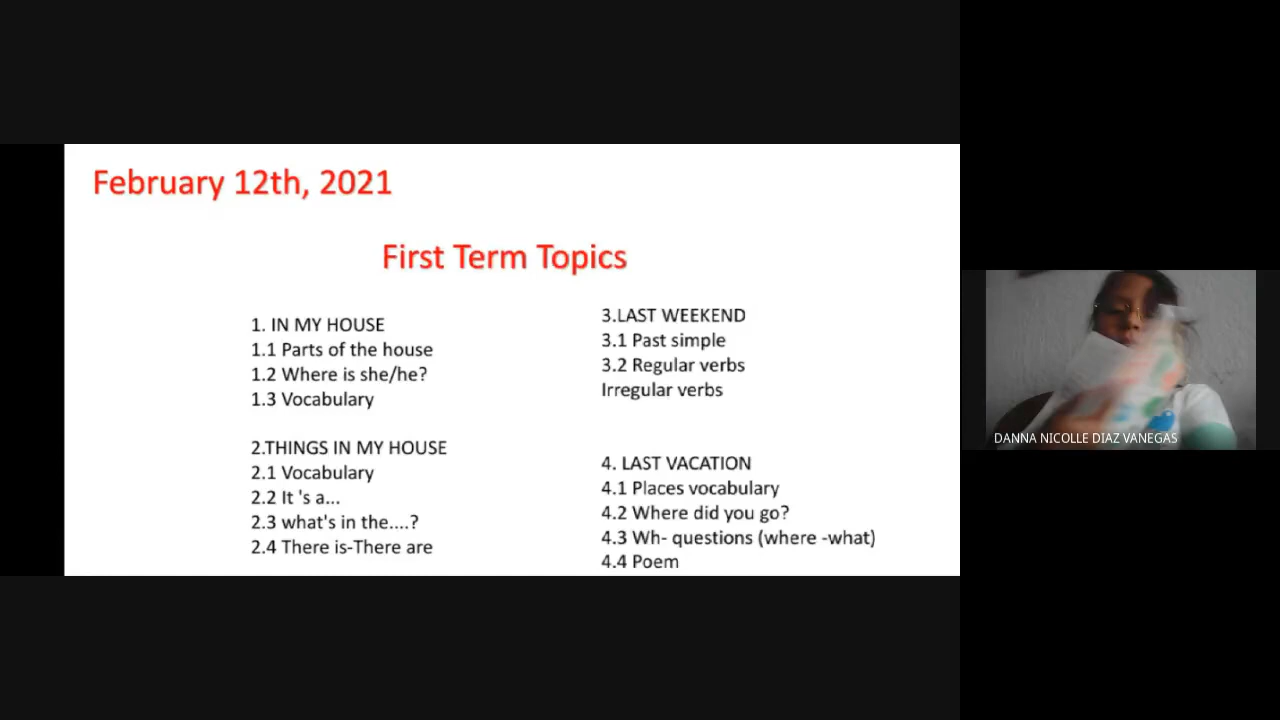 February 12th, 2021
First Term Topics
1. IN MY HOUSE
1.1 Parts of the house
1.2 Where is she/he?
1.3 Vocabulary
2.THINGS IN MY HOUSE
2.1 Vocabulary
2.2 It 's a...
2.3 what's in the....?
2.4 There is-There are
3.LAST WEEKEND
3.1 Past simple
3.2 Regular verbs
Irregular verbs
4. LAST VACATION
4.1 Places vocabulary
4.2 Where did you go?
4.3 Wh- questions (where -what)
4.4 Poem
DANNA NICOLLE DIAZ VANEGAS